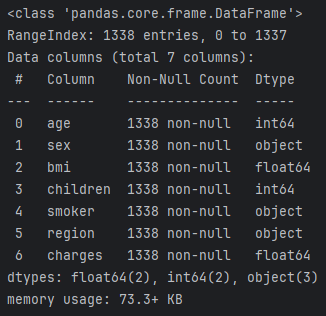 <class 'pandas.core.frame.DataFrame'>
RangeIndex: 1338 entries, 0 to 1337
Data columns (total 7 columns):
 #   Column    Non-Null Count  Dtype
---  ------    --------------  -----
 0   age       1338 non-null   int64
 1   sex       1338 non-null   object
 2   bmi       1338 non-null   float64
 3   children  1338 non-null   int64
 4   smoker    1338 non-null   object
 5   region    1338 non-null   object
 6   charges   1338 non-null   float64
dtypes: float64(2), int64(2), object(3)
memory usage: 73.3+ KB